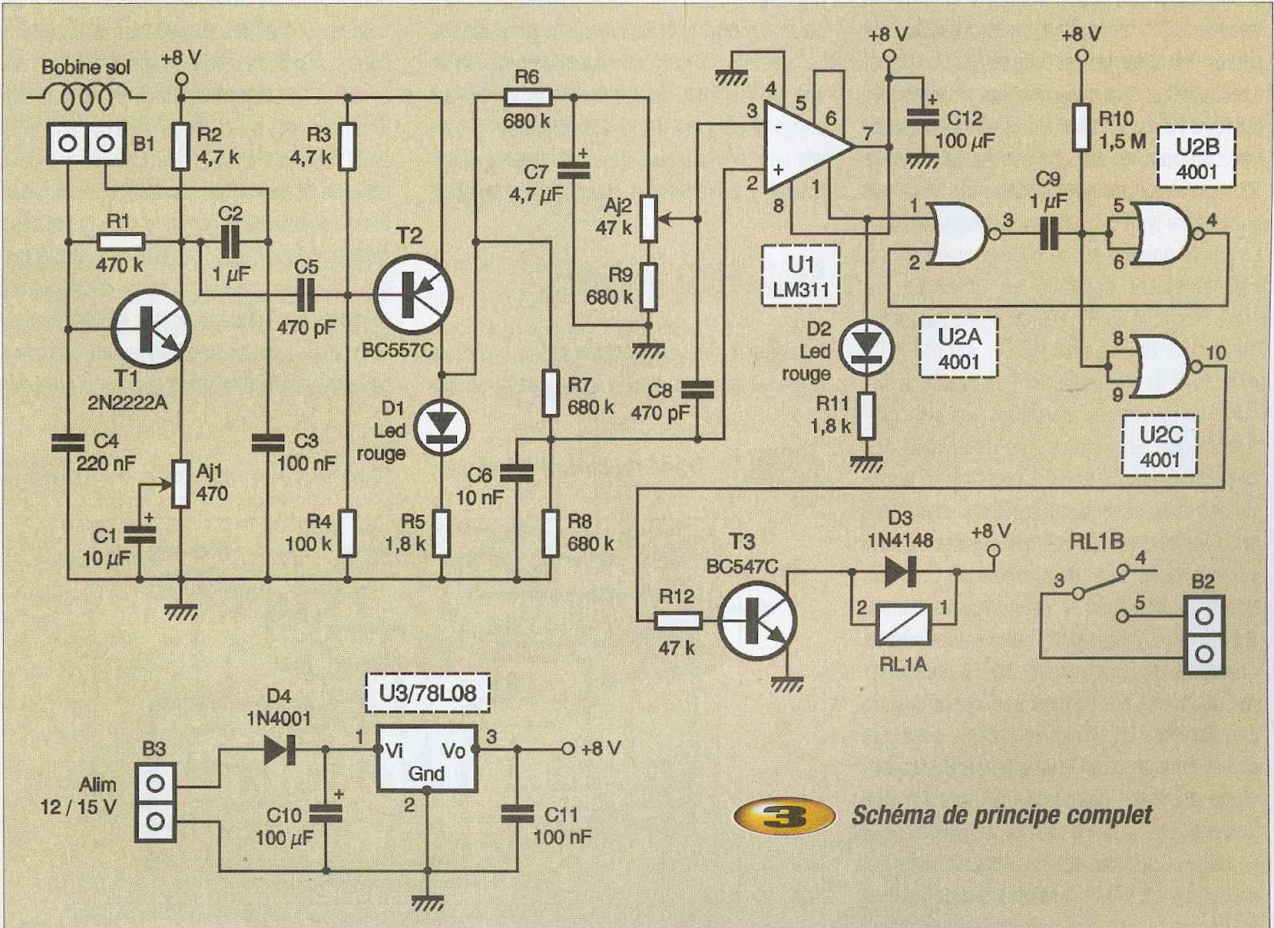 Bobine sol
+8 V
B1
R2
4,7 k
R3
4,7 k
R1
470 k
C2
1 µF
C5
470 pF
T1
2N2222A
T2
BC557C
C4
220 nF
Aj1
470
C1
+
10 µF
C3
100 nF
R4
100 k
D1
Led
rouge
R5
1,8 k
R6
680 k
C7
+
4,7 µF
Aj2
47 k
R9
680 k
R7
680 k
C6
10 nF
R8
680 k
C8
470 pF
4
3
-
5
6
7
+
2
8
1
U1
LM311
+8 V
+
C12
100 µF
D2
Led
rouge
R11
1,8 k
1
2
3
U2A
4001
C9
1 µF
+8 V
R10
1,5 M
U2B
4001
5
6
4
8
9
10
U2C
4001
R12
47 k
T3
BC547C
D3
1N4148
+8 V
2
1
RL1A
RL1B
3
4
5
B2
B3
Alim
12 / 15 V
D4
1N4001
U3/78L08
1
Vi
Vo
3
Gnd
2
+8 V
+
C10
100 µF
C11
100 nF
3 Schéma de principe complet